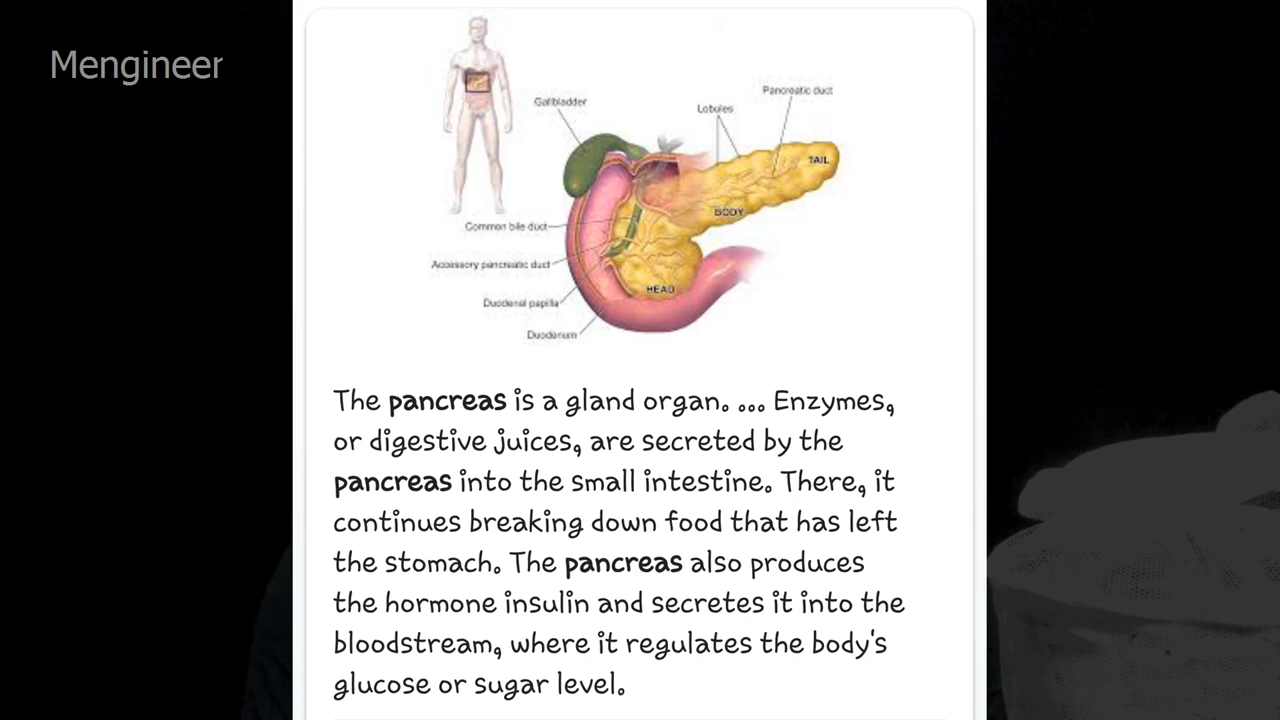 Mengineer
Gallbladder
Pancreatic duct
Lobules
TAIL
BODY
Common bile duct
Accessory pancreatic duct
HEAD
Duodenal papilla
Duodenum
The pancreas is a gland organ. ... Enzymes,
or digestive juices, are secreted by the
pancreas into the small intestine. There, it
continues breaking down food that has left
the stomach. The pancreas also produces
the hormone insulin and secretes it into the
bloodstream, where it regulates the body's
glucose or sugar level.